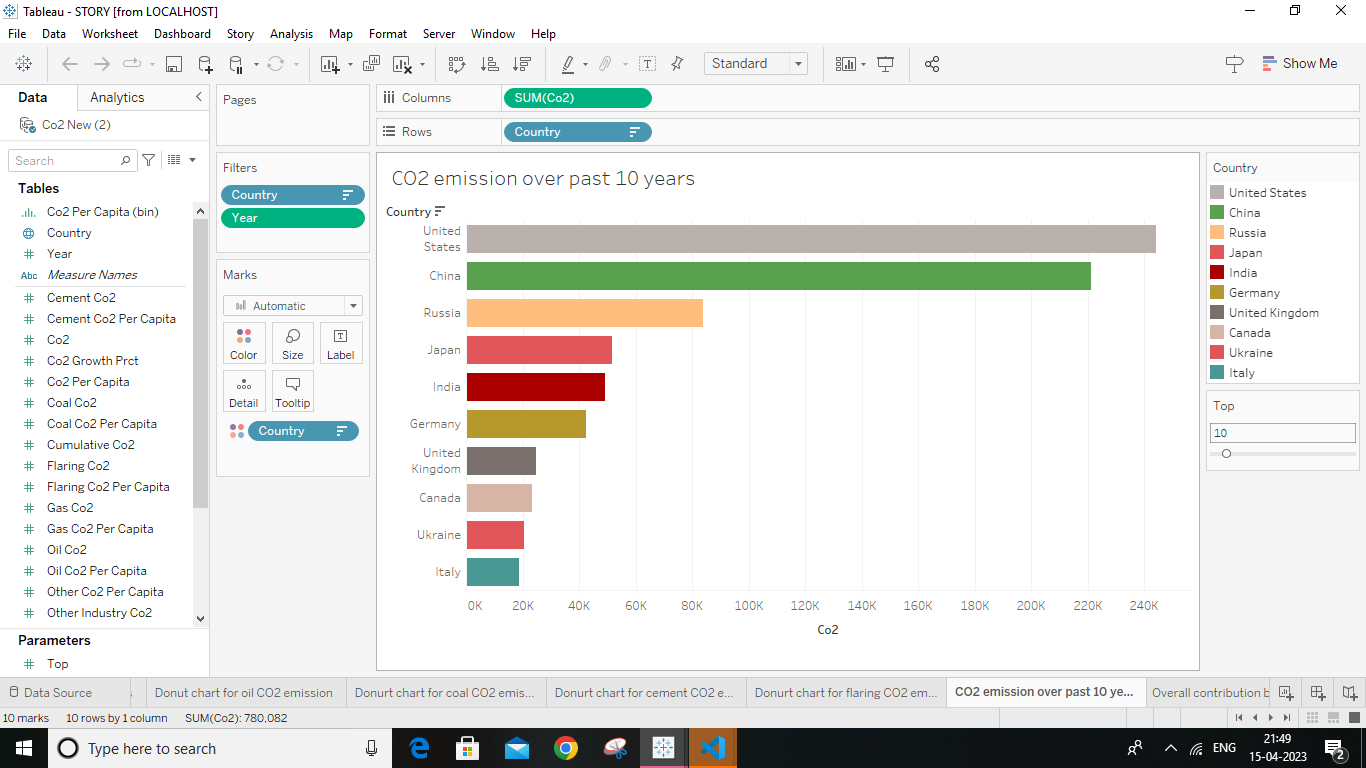 Tableau - STORY [from LOCALHOST]
File Data Worksheet Dashboard Story Analysis Map Format Server Window Help
Standard
Show Me
Data Analytics
Co2 New (2)
Search
Tables
Co2 Per Capita (bin)
Country
Year
Abc Measure Names
Cement Co2
Cement Co2 Per Capita
Co2
Co2 Growth Prct
Co2 Per Capita
Coal Co2
Coal Co2 Per Capita
Cumulative Co2
Flaring Co2
Flaring Co2 Per Capita
Gas Co2
Gas Co2 Per Capita
Oil Co2
Oil Co2 Per Capita
Other Co2 Per Capita
Other Industry Co2
Parameters
Top
Pages
Filters
Country
Year
Marks
Automatic
Color Size Label
Detail Tooltip
Country
Columns SUM(Co2)
Rows Country
CO2 emission over past 10 years
Country
United
States
China
Russia
Japan
India
Germany
United
Kingdom
Canada
Ukraine
Italy
0K 20K 40K 60K 80K 100K 120K 140K 160K 180K 200K 220K 240K
Co2
Country
United States
China
Russia
Japan
India
Germany
United Kingdom
Canada
Ukraine
Italy
Top
10
Data Source Donut chart for oil CO2 emission Donurt chart for coal CO2 emis... Donurt chart for cement CO2 e... Donurt chart for flaring CO2 em... CO2 emission over past 10 ye... Overall contribution b
10 marks 10 rows by 1 column SUM(Co2): 780,082
Type here to search
ENG
21:49
15-04-2023
2